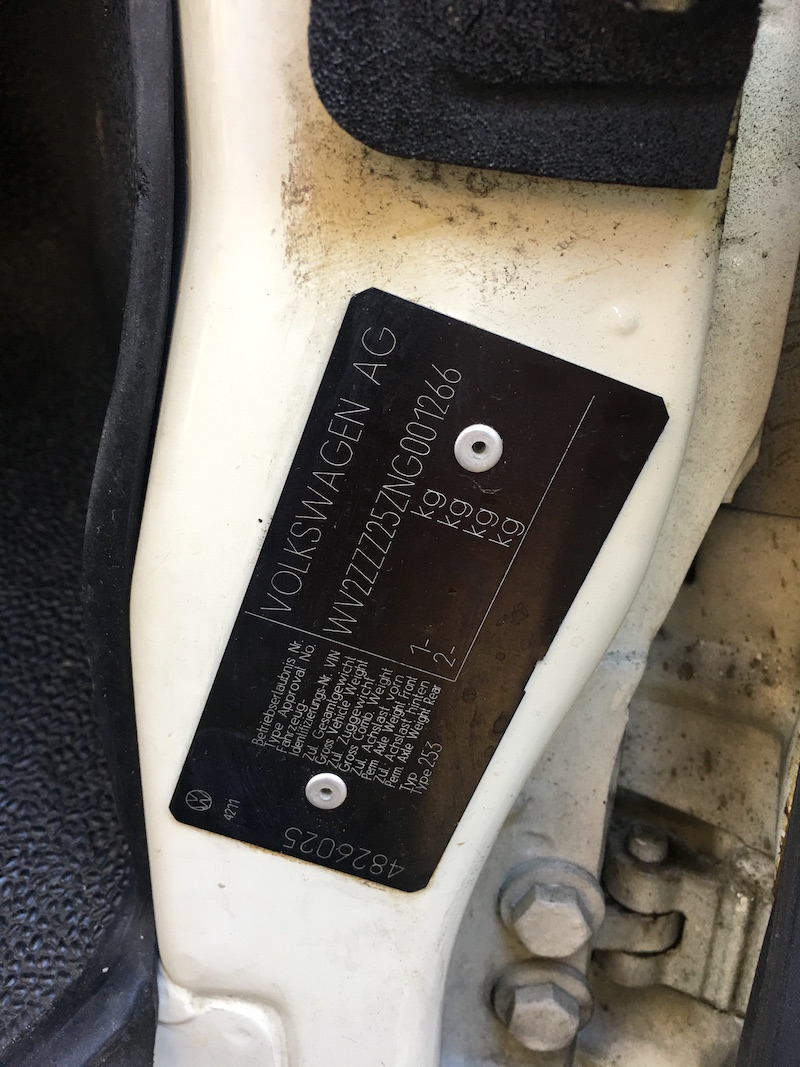 VOLKSWAGEN AG
Betriebserlaubnis Nr.
Type Approval No.
Fahrzeug-
Identifizierungs-Nr. VIN
WV2ZZZ25ZNG001266
Zul. Gesamtgewicht
Gross Vehicle Weight
kg
Zul. Zuggewicht
Gross Comb Weight
kg
Zul. Achslast vorn
Perm. Axle Weight Front
1- kg
Zul. Achslast hinten
Perm. Axle Weight Rear
2- kg
Typ
Type 253
4211
4826025